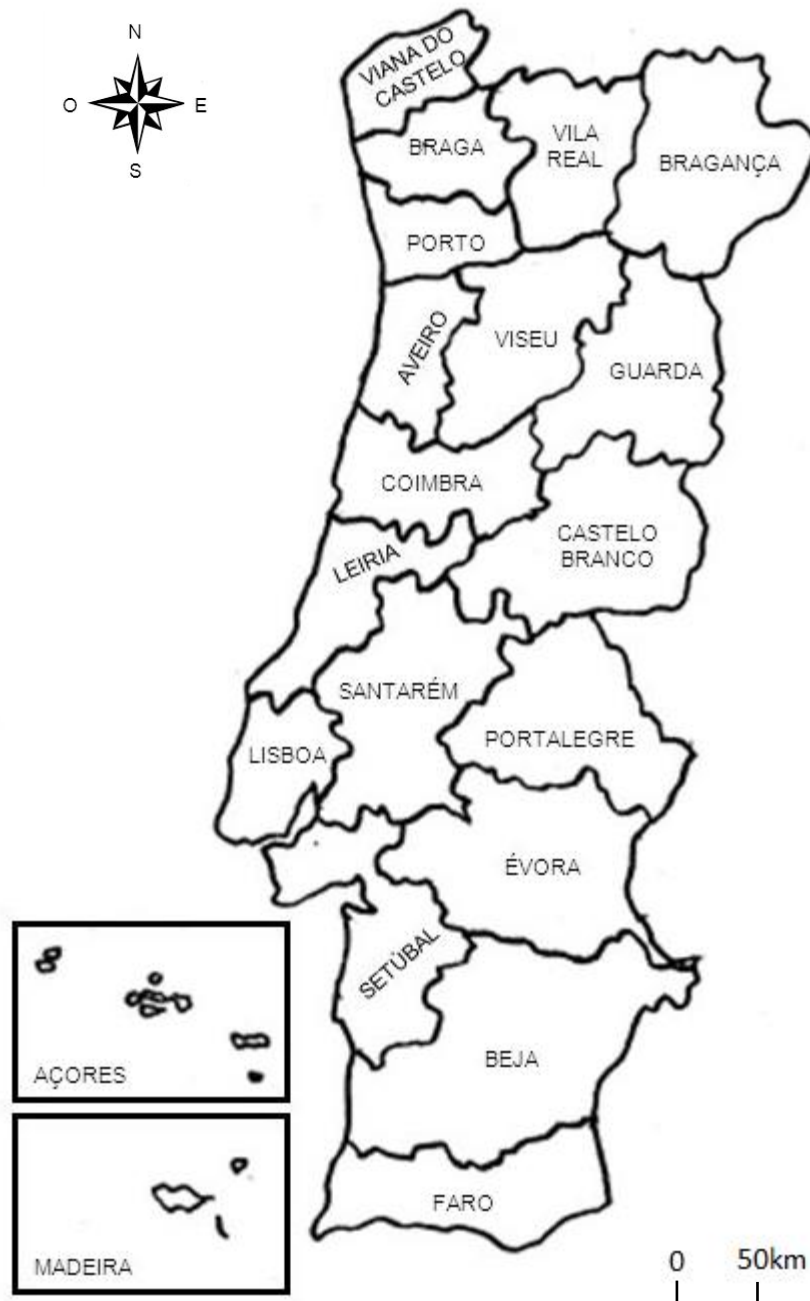 N
O
E
S
VIANA DO
CASTELO
BRAGA
VILA
REAL
BRAGANÇA
PORTO
AVEIRO
VISEU
GUARDA
COIMBRA
LEIRIA
CASTELO
BRANCO
SANTARÉM
LISBOA
PORTALEGRE
ÉVORA
SETÚBAL
BEJA
FARO
AÇORES
MADEIRA
0 50km